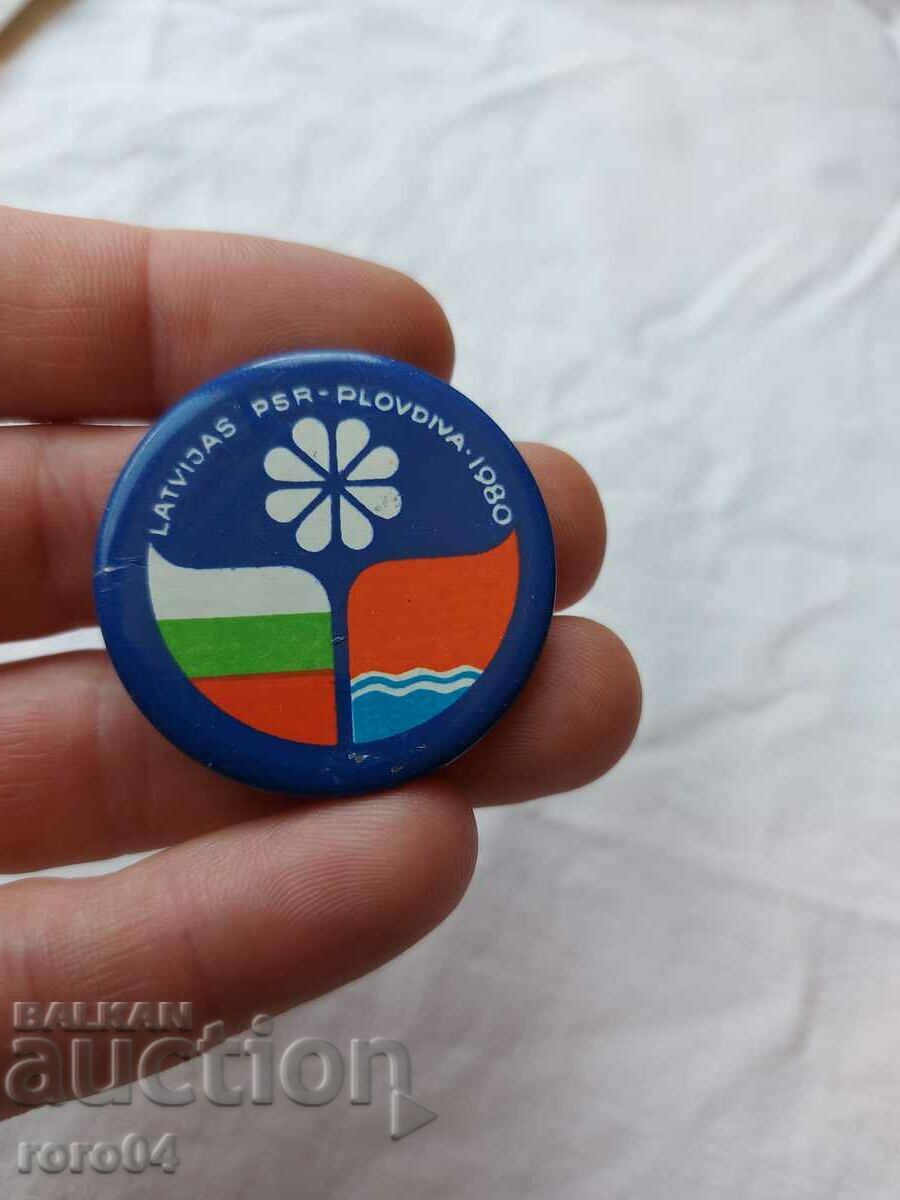 LATVIJAS PSR - PLOVDIVA · 1980
BALKAN
auction
roro04